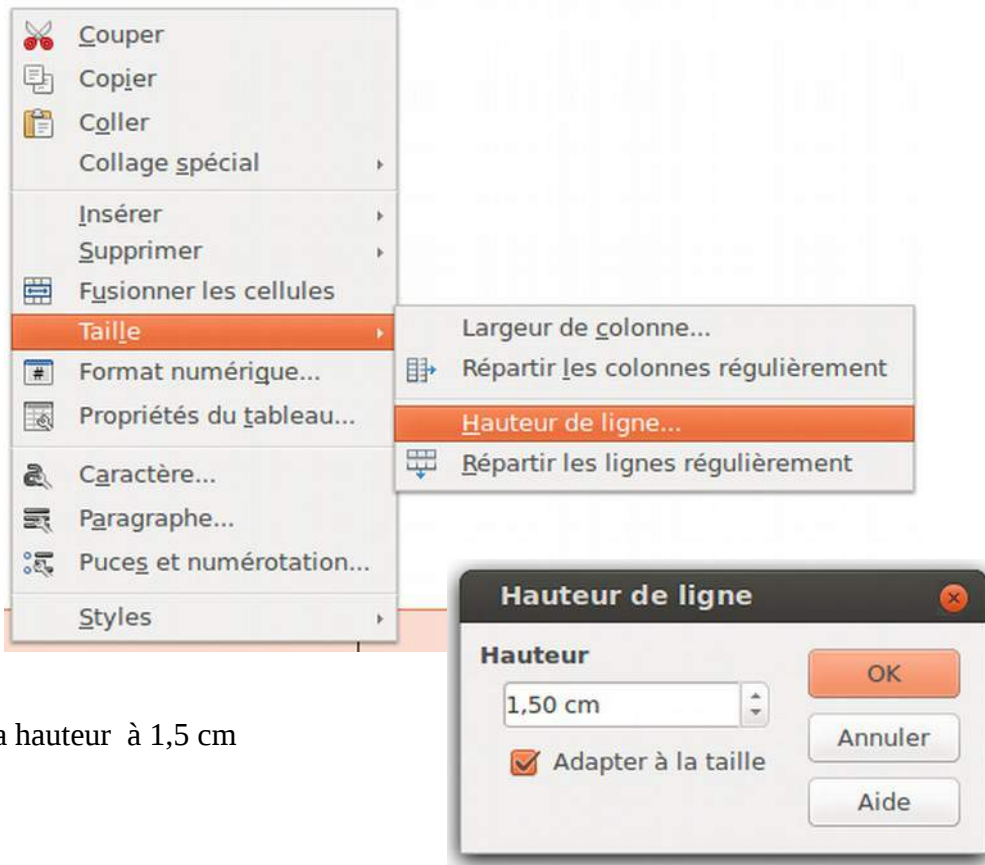 Couper
Copier
Coller
Collage spécial
Insérer
Supprimer
Fusionner les cellules
Taille
Format numérique...
Propriétés du tableau...
Caractère...
Paragraphe...
Puces et numérotation...
Styles
Largeur de colonne...
Répartir les colonnes régulièrement
Hauteur de ligne...
Répartir les lignes régulièrement
Hauteur de ligne
Hauteur
1,50 cm
Adapter à la taille
OK
Annuler
Aide
a hauteur à 1,5 cm